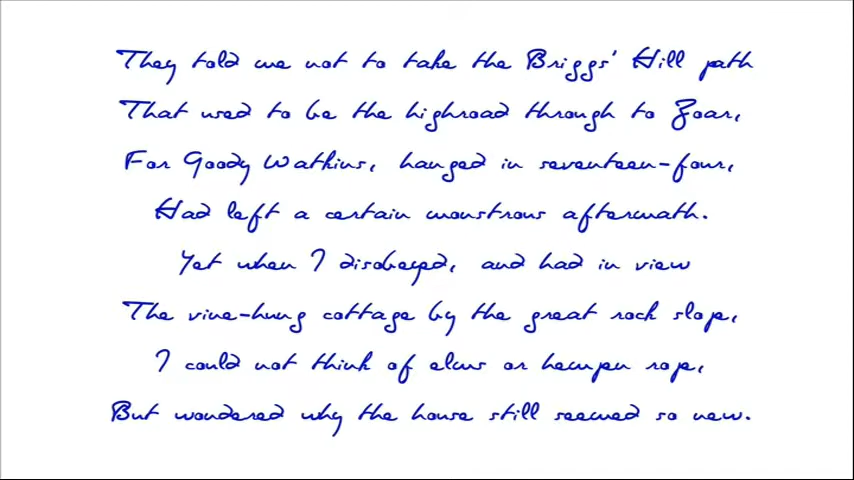 They told me not to take the Briggs' Hill path
That used to be the highroad through to Zoar,
For Goody Watkins, hanged in seventeen-four,
Had left a certain monstrous aftermath.
Yet when I disobeyed, and had in view
The vine-hung cottage by the great rock slope,
I could not think of elms or hempen rope,
But wondered why the house still seemed so new.